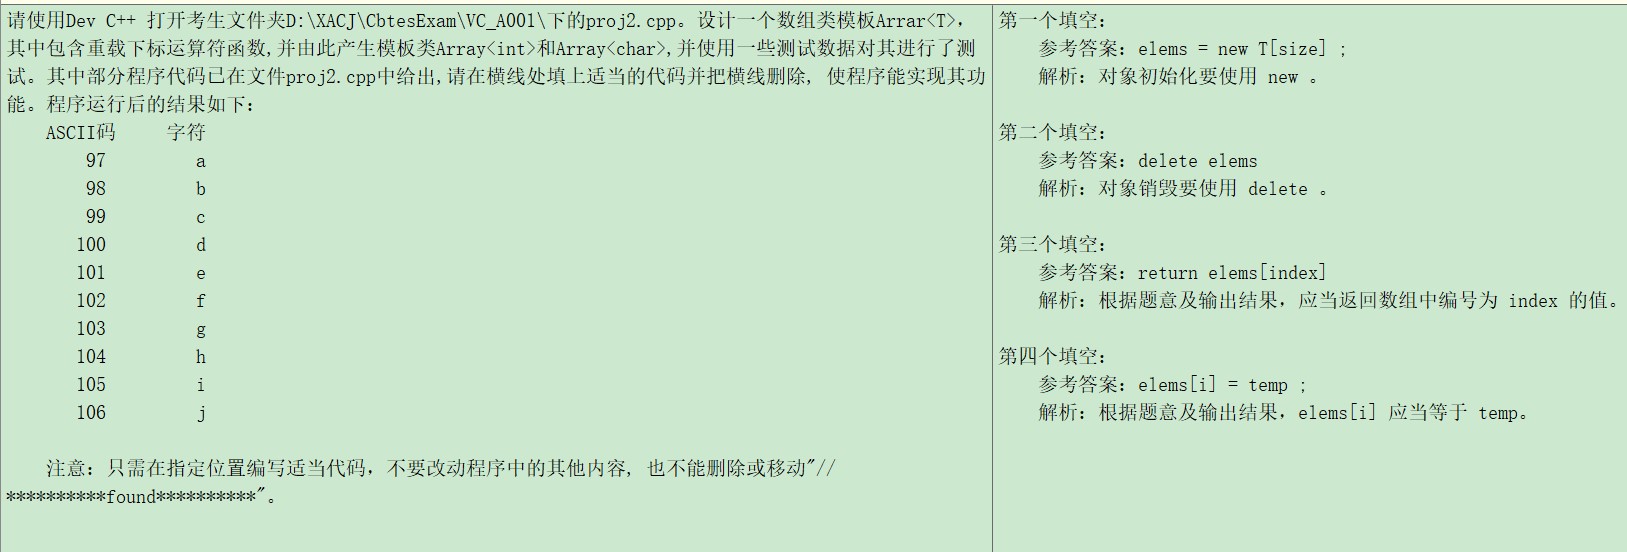 请使用Dev C++ 打开考生文件夹D:\XACJ\CbtesExam\VC_A001\下的proj2.cpp。设计一个数组类模板Arrar<T>,
其中包含重载下标运算符函数,并由此产生模板类Array<int>和Array<char>,并使用一些测试数据对其进行了测
试。其中部分程序代码已在文件proj2.cpp中给出,请在横线处填上适当的代码并把横线删除, 使程序能实现其功
能。程序运行后的结果如下:
ASCII码 字符
97 a
98 b
99 c
100 d
101 e
102 f
103 g
104 h
105 i
106 j
注意: 只需在指定位置编写适当代码, 不要改动程序中的其他内容, 也不能删除或移动"//
**********found**********"。
第一个填空:
参考答案: elems = new T[size] ;
解析: 对象初始化要使用 new 。
第二个填空:
参考答案: delete elems
解析: 对象销毁要使用 delete 。
第三个填空:
参考答案: return elems[index]
解析: 根据题意及输出结果, 应当返回数组中编号为 index 的值。
第四个填空:
参考答案: elems[i] = temp ;
解析: 根据题意及输出结果, elems[i] 应当等于 temp。